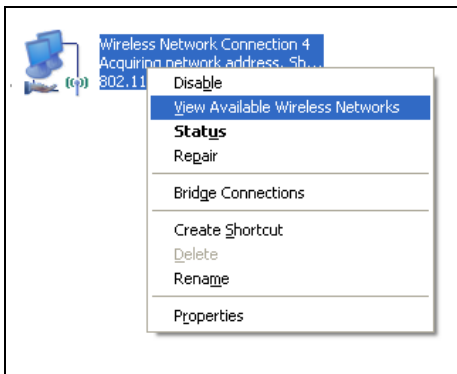 Wireless Network Connection 4
Acquiring network address, Sh...
802.11
Disable
View Available Wireless Networks
Status
Repair
Bridge Connections
Create Shortcut
Delete
Rename
Properties